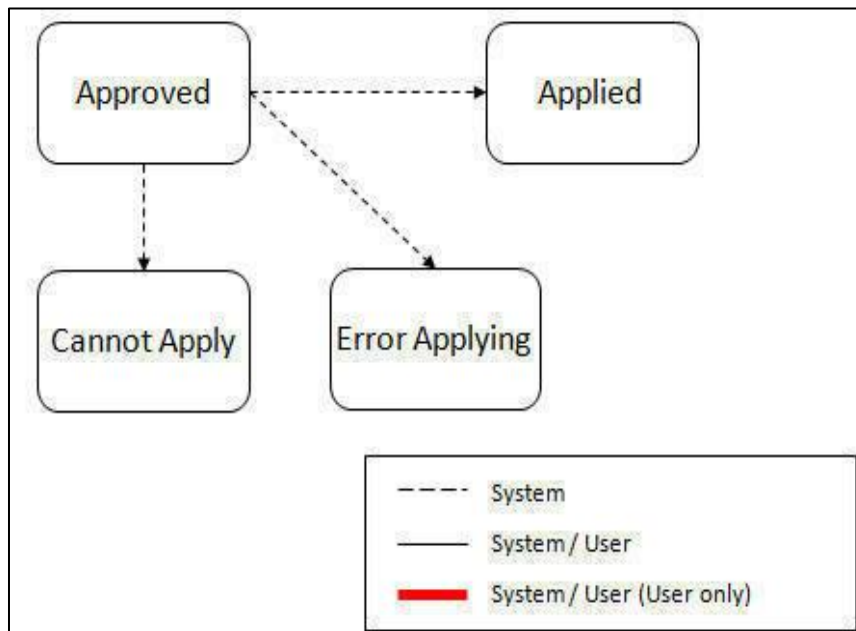 Approved
Applied
Cannot Apply
Error Applying
System
System / User
System / User (User only)